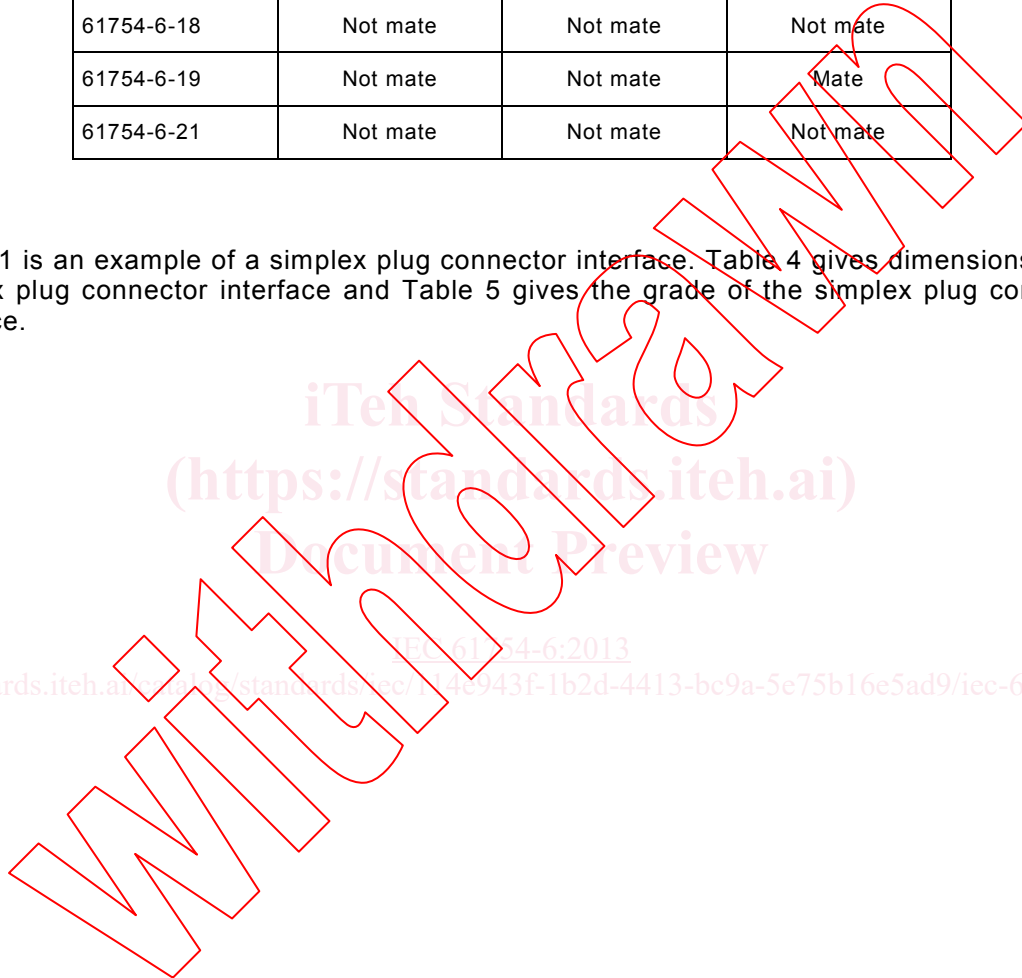 61754-6-18 Not mate Not mate Not mate
61754-6-19 Not mate Not mate Mate
61754-6-21 Not mate Not mate Not mate
1 is an example of a simplex plug connector interface. Table 4 gives dimensions
x plug connector interface and Table 5 gives the grade of the simplex plug co
ce.
iTeh Standards
(https://standards.iteh.ai)
Document Preview
IEC 61754-6:2013
rds.iteh.ai/catalog/standards/iec/114e943f-1b2d-4413-bc9a-5e75b16e5ad9/iec-6
withdrawn